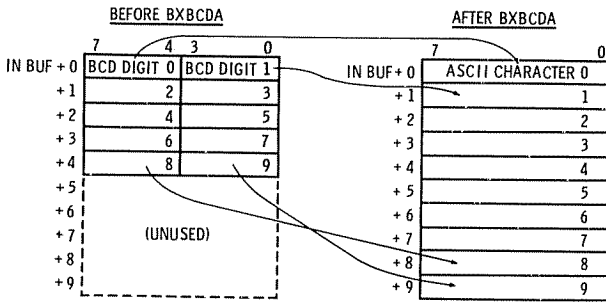 BEFORE BXBCDA
AFTER BXBCDA
7 4 3 0
7 0
IN BUF + 0 BCD DIGIT 0 BCD DIGIT 1
IN BUF + 0 ASCII CHARACTER 0
+ 1 2 3
+ 1 1
+ 2 4 5
+ 2 2
+ 3 6 7
+ 3 3
+ 4 8 9
+ 4 4
+ 5
+ 5 5
+ 6
+ 6 6
+ 7 (UNUSED)
+ 7 7
+ 8
+ 8 8
+ 9
+ 9 9